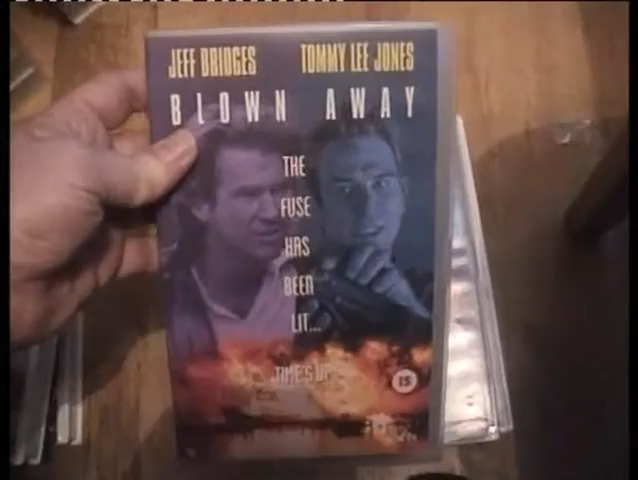 JEFF BRIDGES TOMMY LEE JONES
BLOWN AWAY
THE
FUSE
HAS
BEEN
LIT...
TIME'S UP.
15